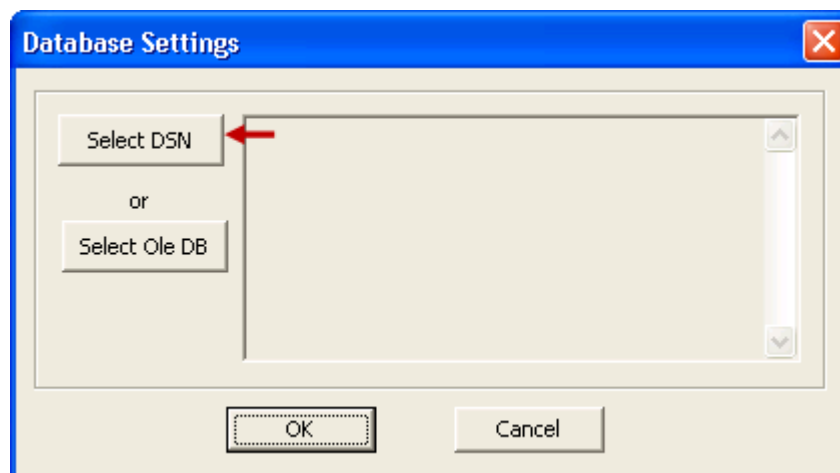 Database Settings
Select DSN
or
Select Ole DB
OK
Cancel